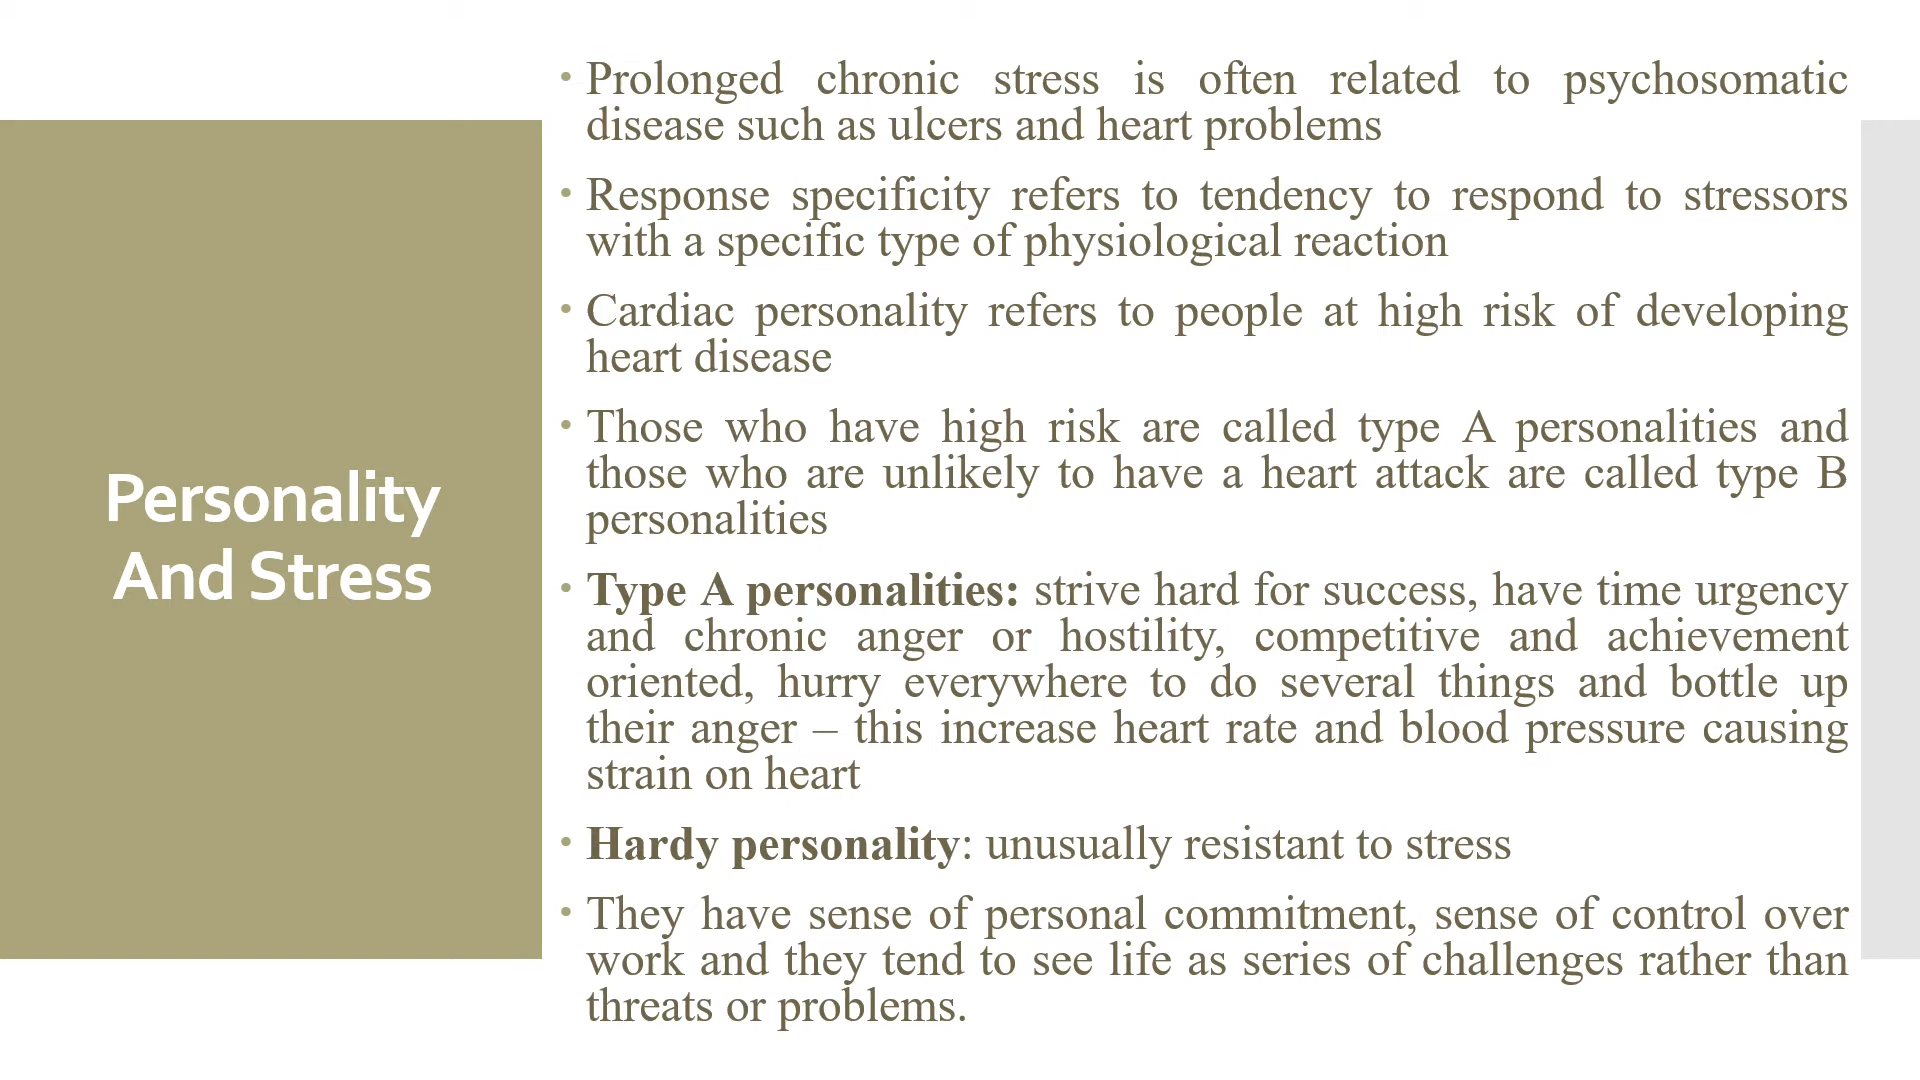 Personality
And Stress
• Prolonged chronic stress is often related to psychosomatic
disease such as ulcers and heart problems
• Response specificity refers to tendency to respond to stressors
with a specific type of physiological reaction
• Cardiac personality refers to people at high risk of developing
heart disease
• Those who have high risk are called type A personalities and
those who are unlikely to have a heart attack are called type B
personalities
• Type A personalities: strive hard for success, have time urgency
and chronic anger or hostility, competitive and achievement
oriented, hurry everywhere to do several things and bottle up
their anger – this increase heart rate and blood pressure causing
strain on heart
• Hardy personality: unusually resistant to stress
• They have sense of personal commitment, sense of control over
work and they tend to see life as series of challenges rather than
threats or problems.